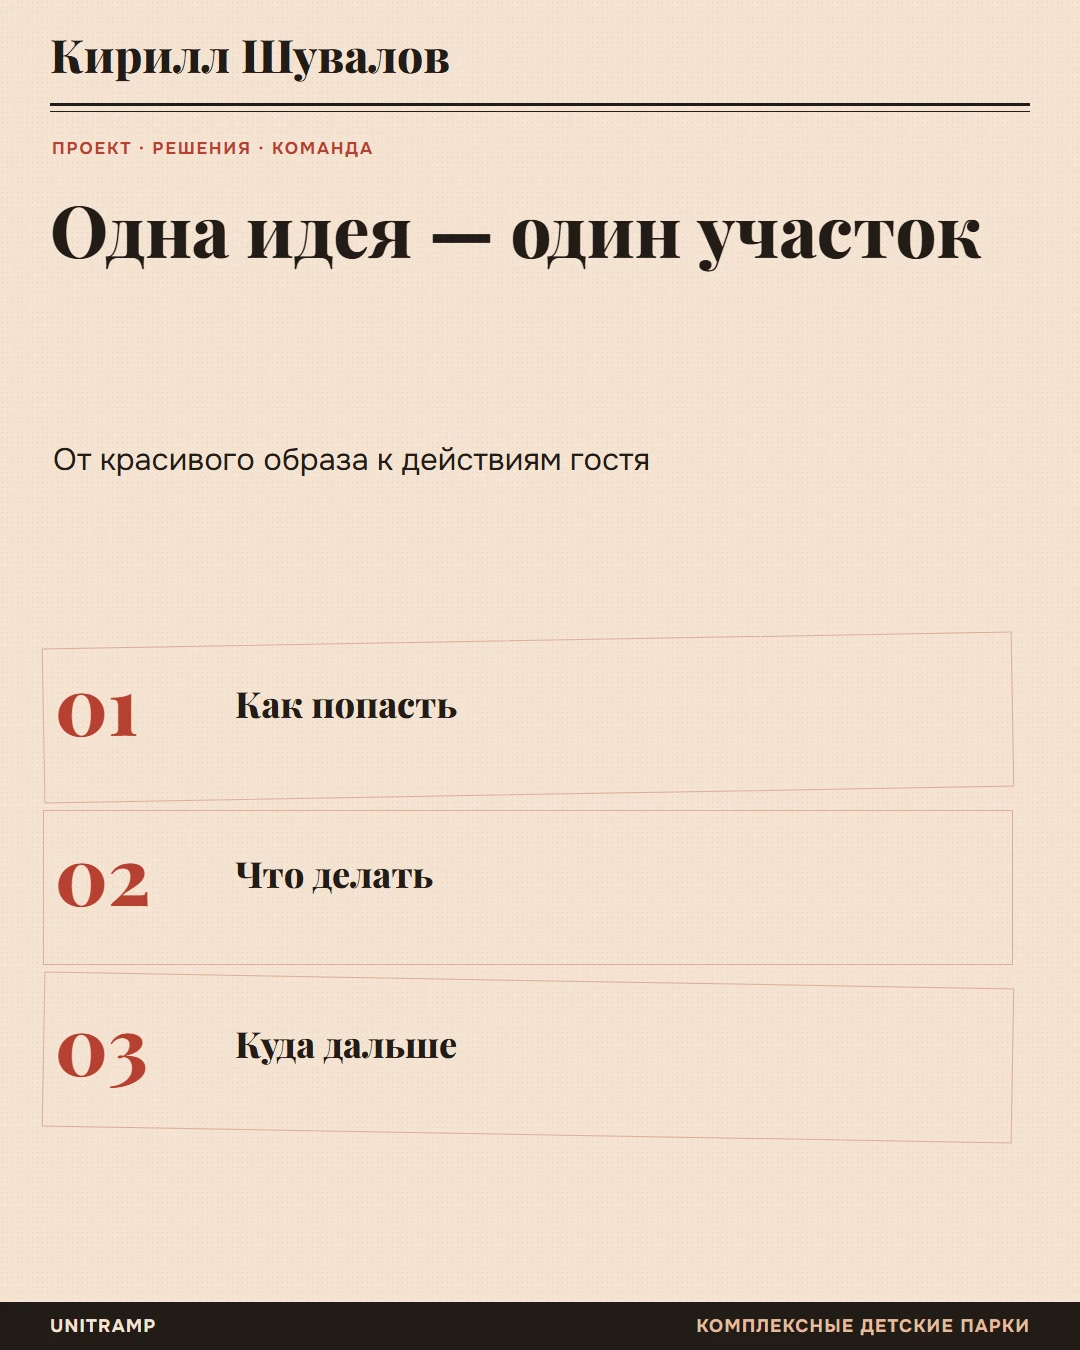 Кирилл Шувалов
ПРОЕКТ · РЕШЕНИЯ · КОМАНДА
Одна идея — один участок
От красивого образа к действиям гостя
01 Как попасть
02 Что делать
03 Куда дальше
UNITRAMP КОМПЛЕКСНЫЕ ДЕТСКИЕ ПАРКИ